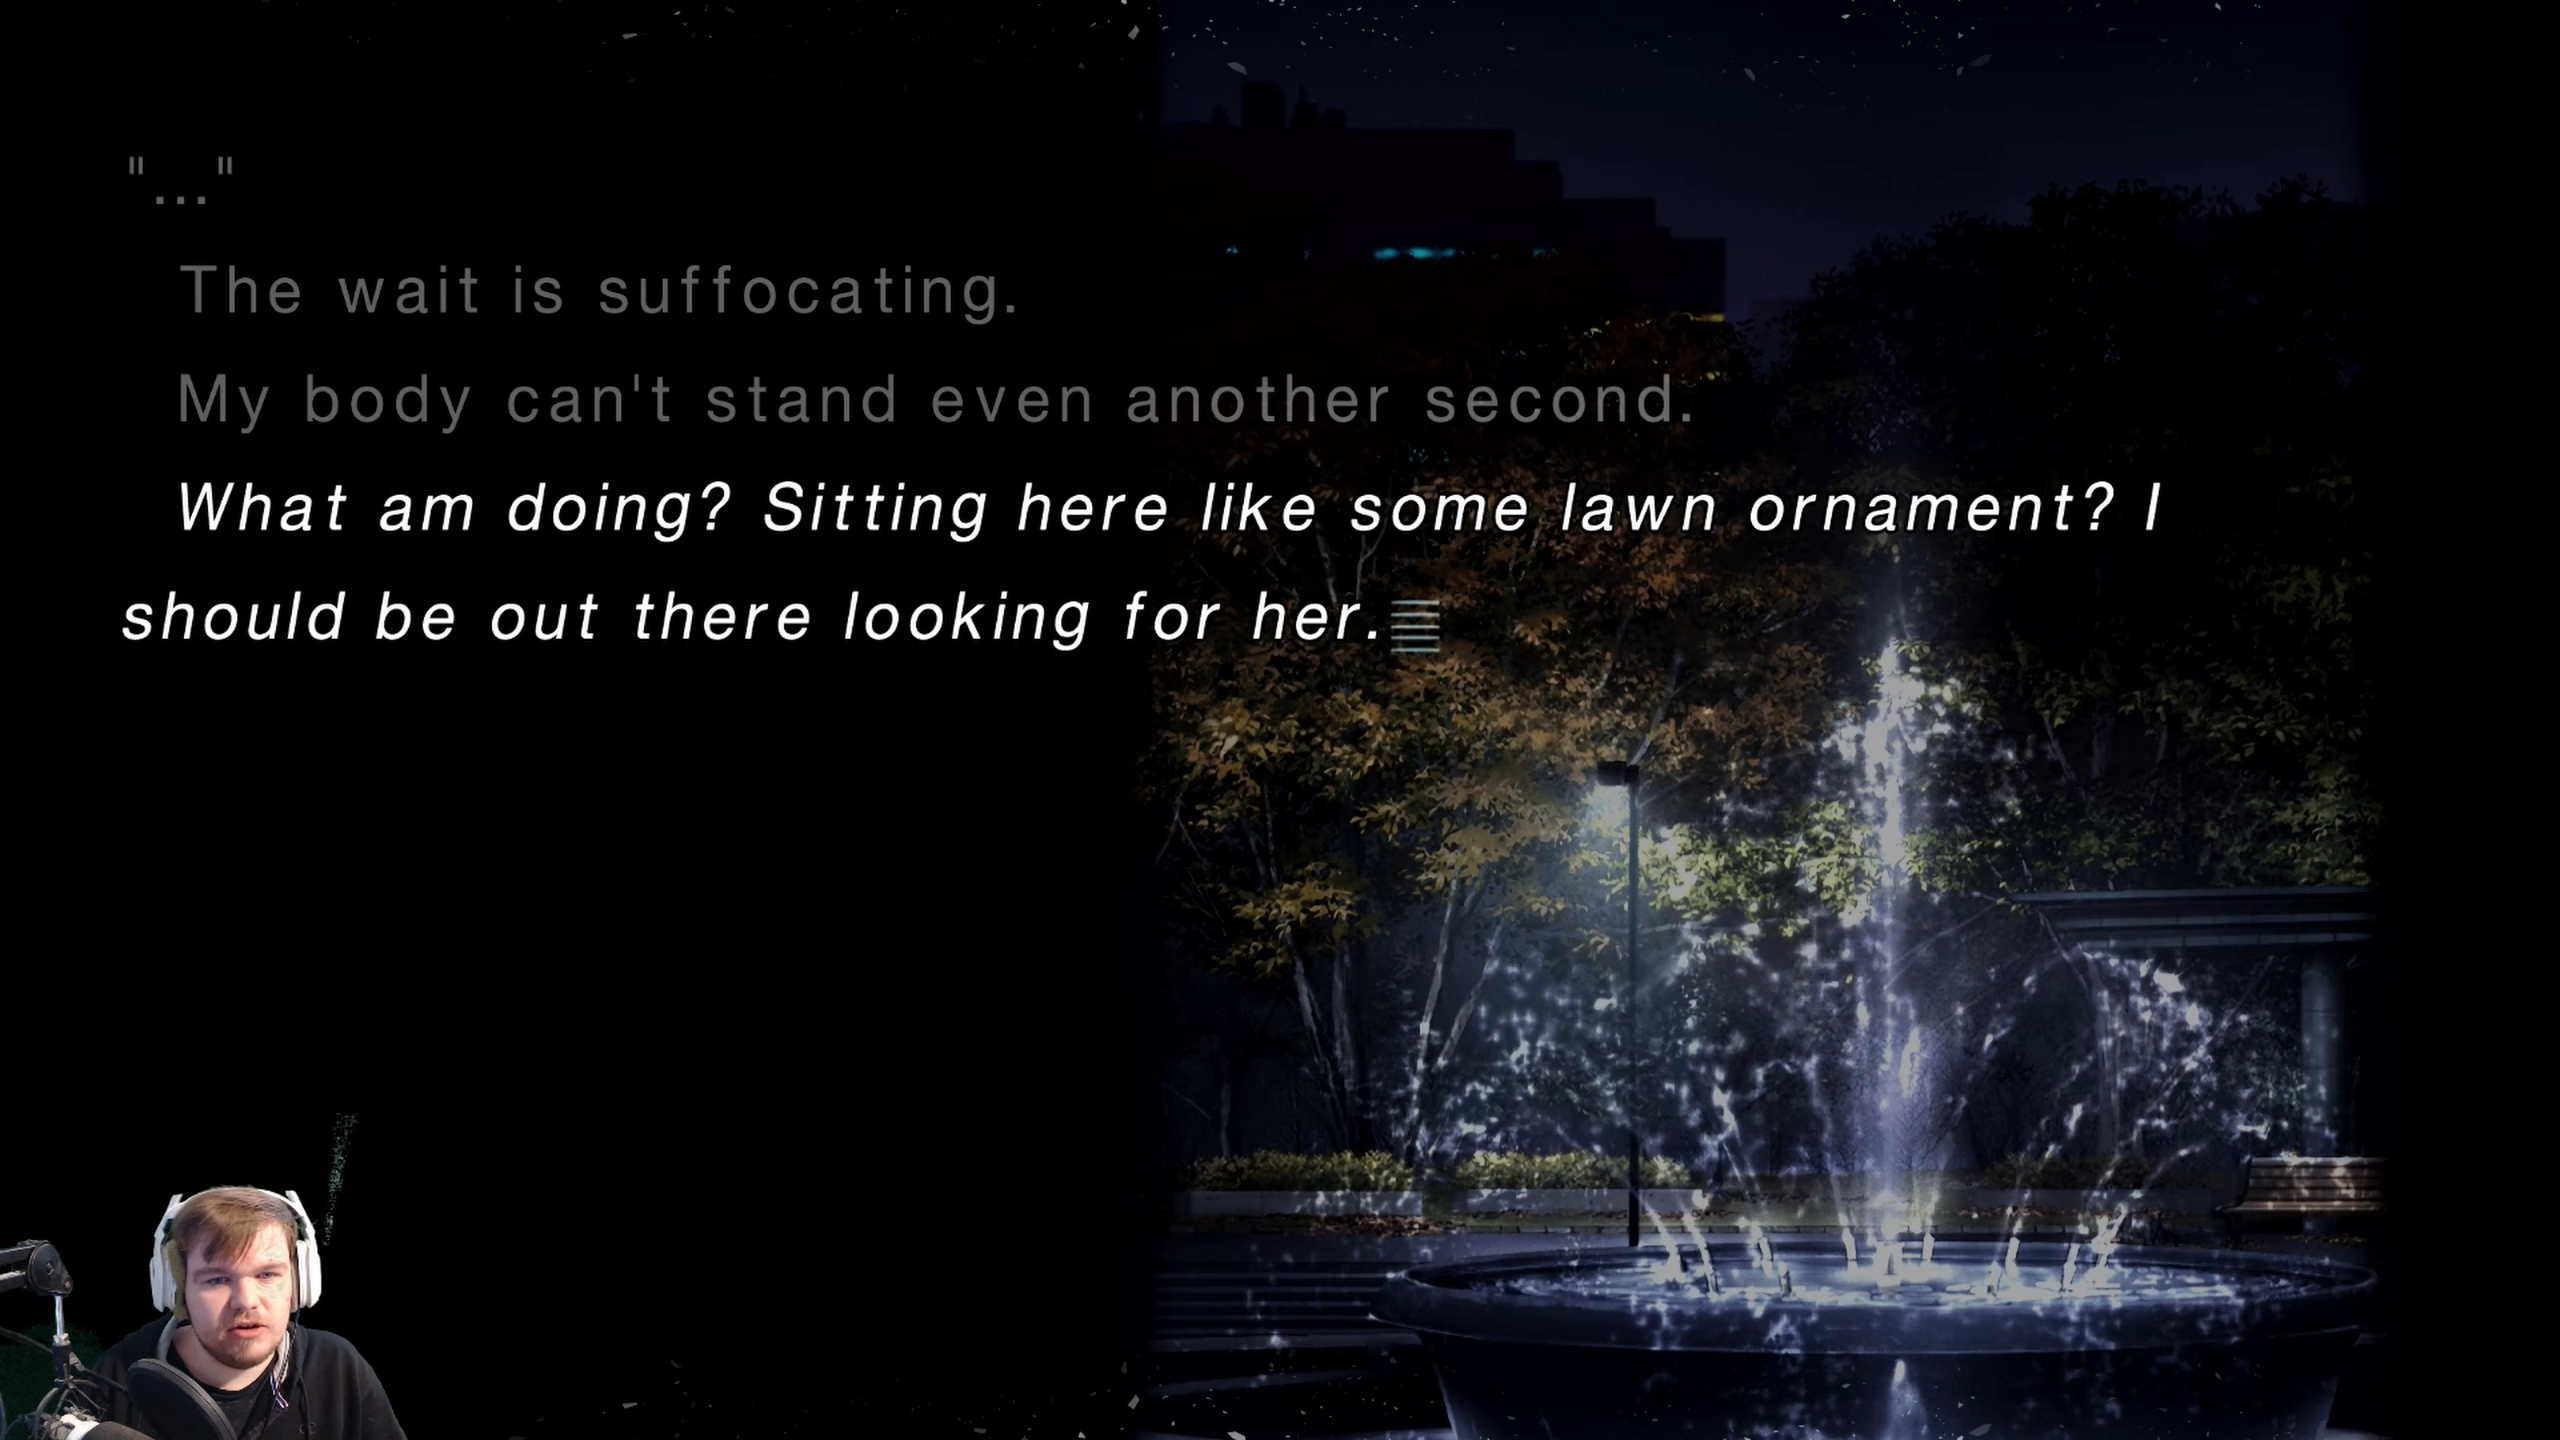 "..."
The wait is suffocating.
My body can't stand even another second.
What am doing? Sitting here like some lawn ornament? I
should be out there looking for her.